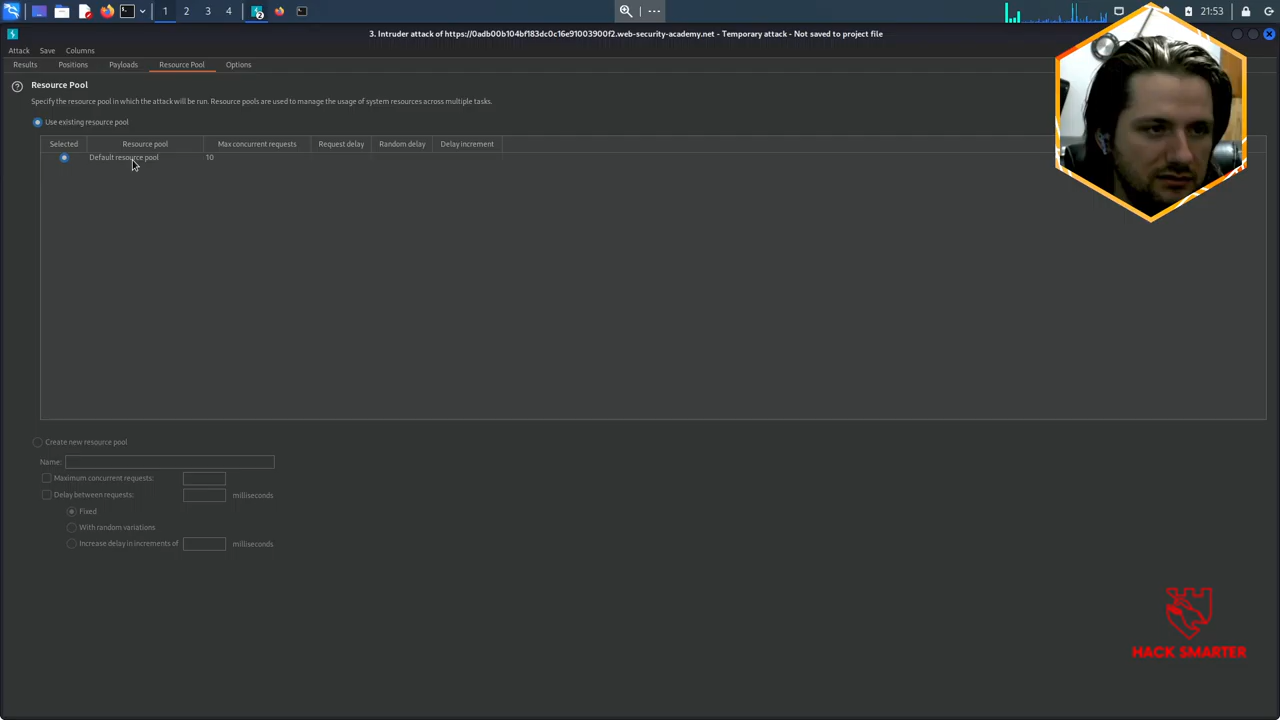 1 2 3 4 2 21:53
3. Intruder attack of https://0adb00b104bf183dc0c16e91003900f2.web-security-academy.net - Temporary attack - Not saved to project file
Attack Save Columns
Results Positions Payloads Resource Pool Options
Resource Pool
Specify the resource pool in which the attack will be run. Resource pools are used to manage the usage of system resources across multiple tasks.
Use existing resource pool
Selected Resource pool Max concurrent requests Request delay Random delay Delay increment
Default resource pool 10
Create new resource pool
Name:
Maximum concurrent requests:
Delay between requests: milliseconds
Fixed
With random variations
Increase delay in increments of milliseconds
HACK SMARTER